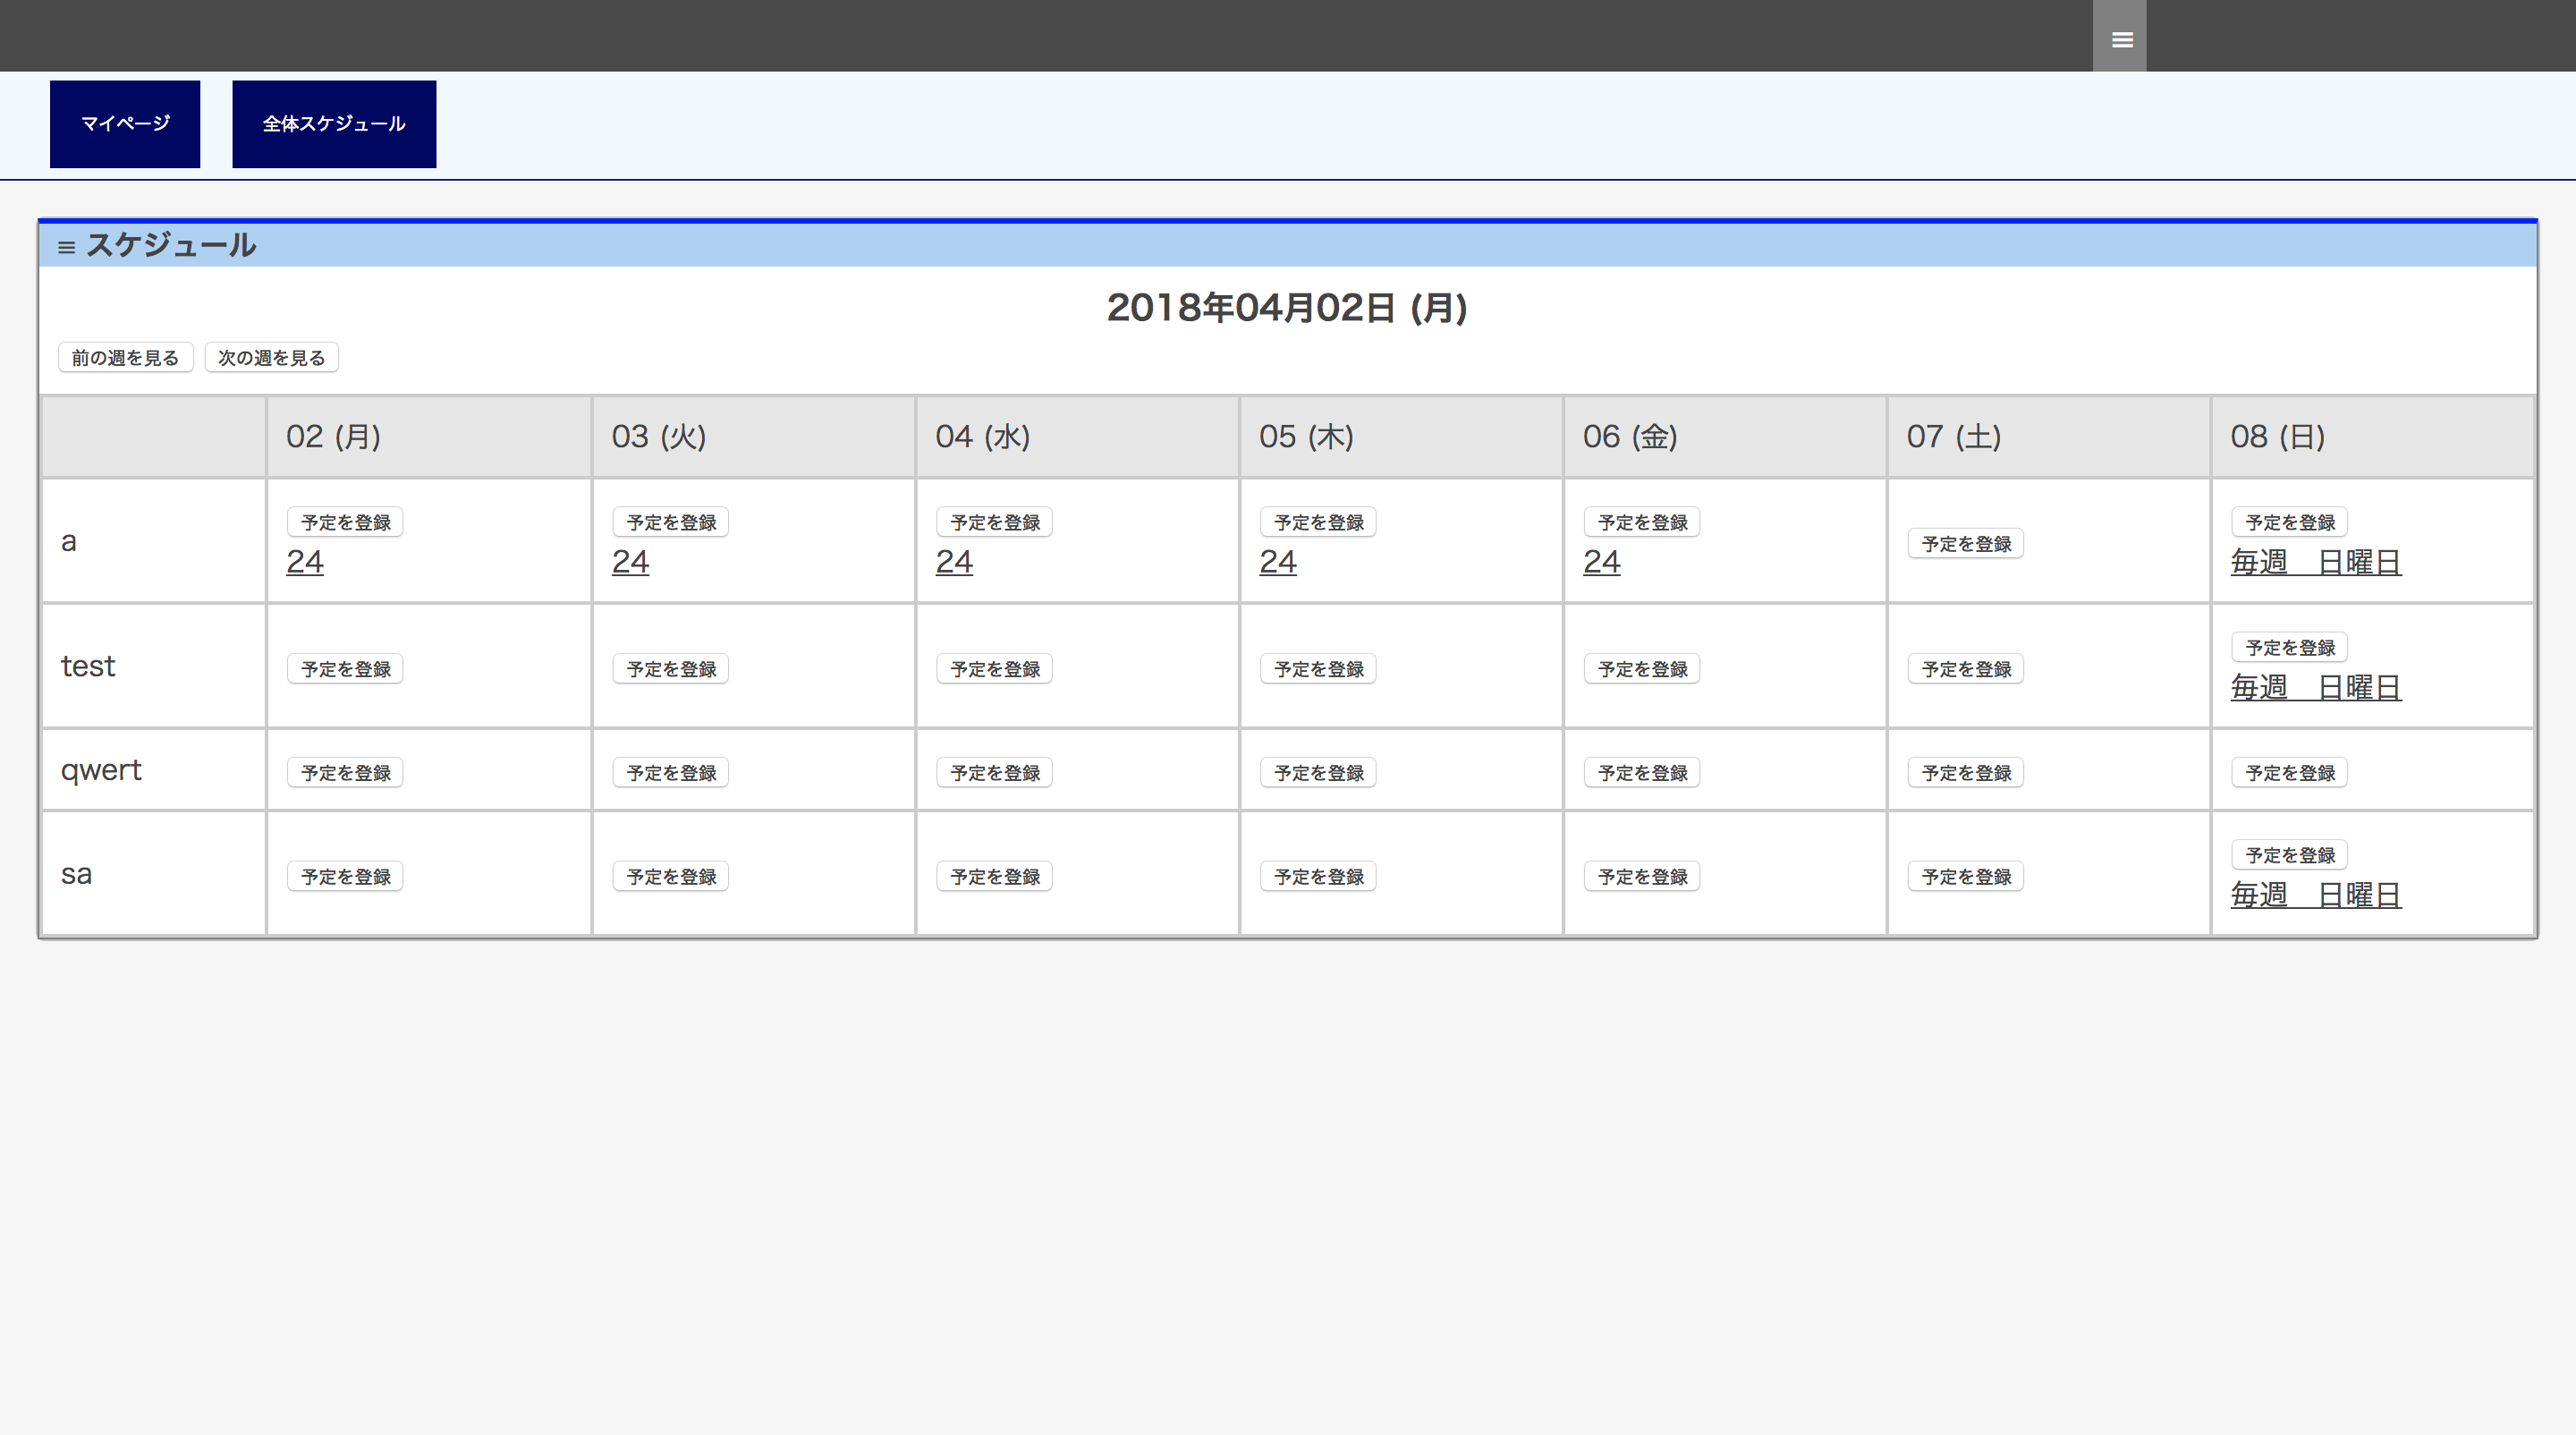 マイページ 全体スケジュール
≡ スケジュール
2018年04月02日 (月)
前の週を見る 次の週を見る
02 (月) 03 (火) 04 (水) 05 (木) 06 (金) 07 (土) 08 (日)
a 予定を登録 予定を登録 予定を登録 予定を登録 予定を登録 予定を登録 予定を登録
24 24 24 24 24 毎週　日曜日
test 予定を登録 予定を登録 予定を登録 予定を登録 予定を登録 予定を登録 予定を登録
毎週　日曜日
qwert 予定を登録 予定を登録 予定を登録 予定を登録 予定を登録 予定を登録 予定を登録
sa 予定を登録 予定を登録 予定を登録 予定を登録 予定を登録 予定を登録 予定を登録
毎週　日曜日